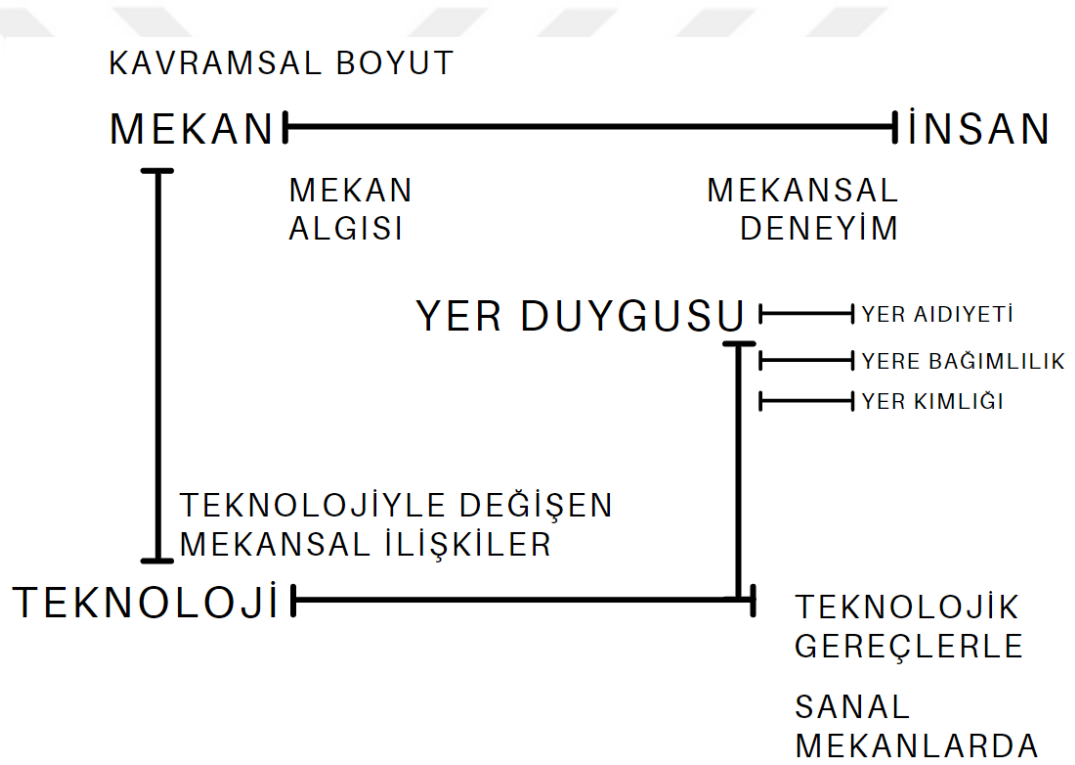 KAVRAMSAL BOYUT
MEKAN
İNSAN
MEKAN
ALGISI
MEKANSAL
DENEYİM
YER DUYGUSU
YER AIDIYETİ
YERE BAĞIMLILIK
YER KIMLIĞI
TEKNOLOJİYLE DEĞİŞEN
MEKANSAL İLİŞKİLER
TEKNOLOJİ
TEKNOLOJİK
GEREÇLERLE
SANAL
MEKANLARDA